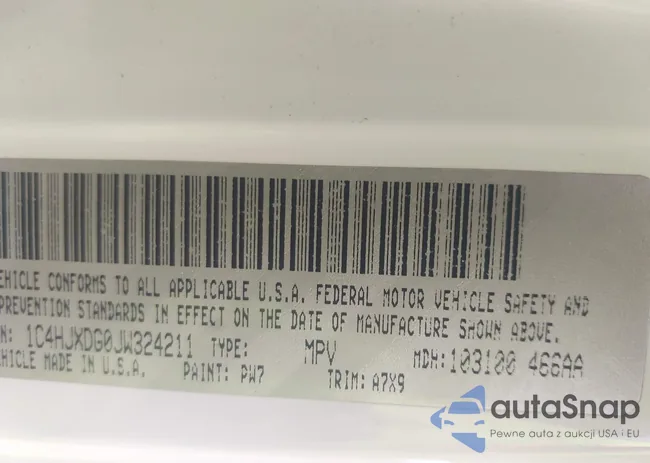 VEHICLE CONFORMS TO ALL APPLICABLE U.S.A. FEDERAL MOTOR VEHICLE SAFETY AND
PREVENTION STANDARDS IN EFFECT ON THE DATE OF MANUFACTURE SHOWN ABOVE.
N: 1C4HJXDG0JW324211 TYPE: MPV MDH: 103100 466AA
VEHICLE MADE IN U.S.A. PAINT: PW7 TRIM: A7X9
autaSnap
Pewne auta z aukcji USA i EU